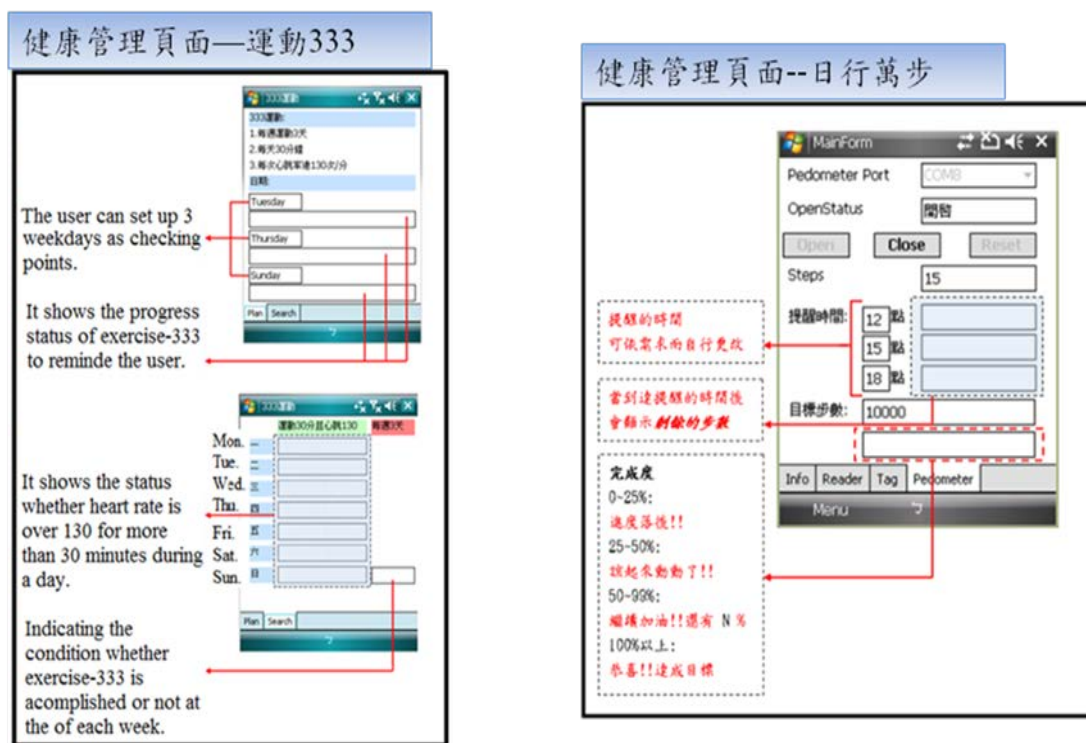 健康管理頁面—運動333
333運動
333運動:
1.每週運動3天
2.每天30分鐘
3.每次心跳率達130次/分
日期:
Tuesday
Thursday
Sunday
Plan Search
The user can set up 3
weekdays as checking
points.
It shows the progress
status of exercise-333
to reminde the user.
333運動
運動30分且心跳130 每週3天
Mon. 一
Tue. 二
Wed. 三
Thu. 四
Fri. 五
Sat. 六
Sun. 日
Plan Search
It shows the status
whether heart rate is
over 130 for more
than 30 minutes during
a day.
Indicating the
condition whether
exercise-333 is
acomplished or not at
the of each week.
健康管理頁面--日行萬步
MainForm
Pedometer Port COM8
OpenStatus 開啓
Open Close Reset
Steps 15
提醒時間: 12 點
15 點
18 點
目標步數: 10000
Info Reader Tag Pedometer
Menu
提醒的時間
可依需求而自行更改
當到達提醒的時間後
會顯示剩餘的步數
完成度
0~25%:
進度落後!!
25-50%:
該起來動動了!!
50-99%:
繼續加油!!還有 N %
100%以上:
恭喜!!達成目標